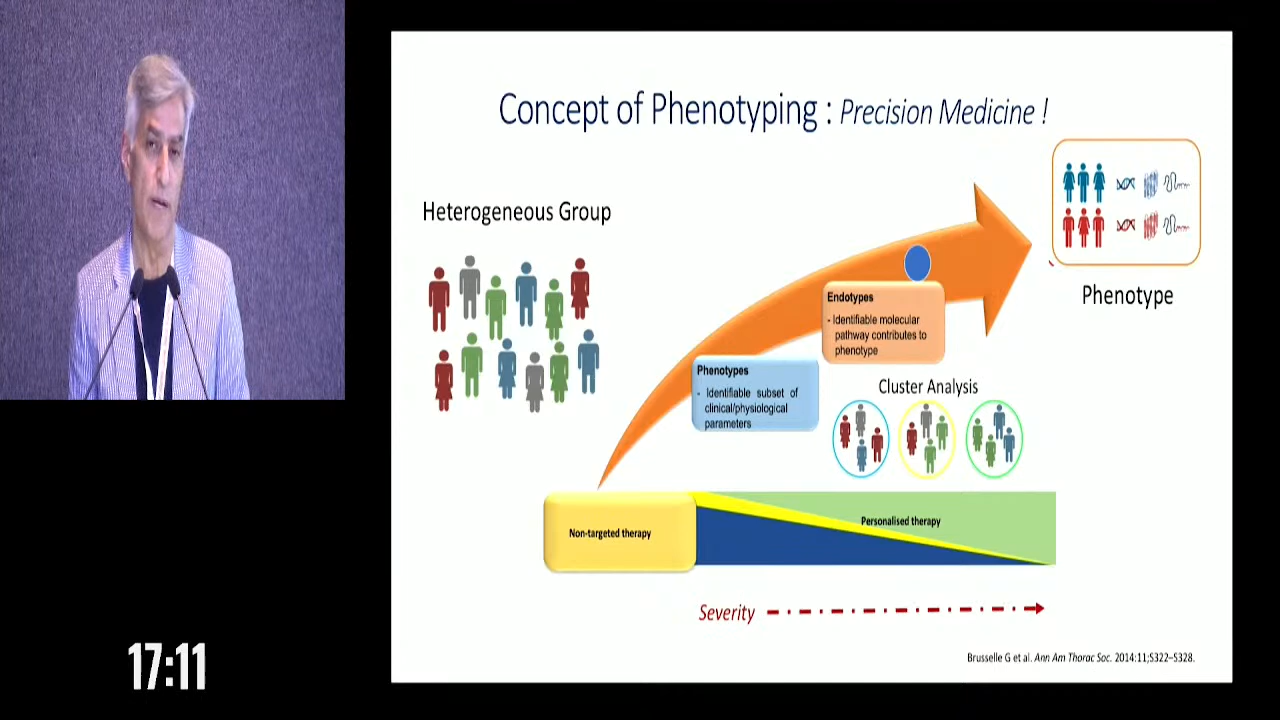 Concept of Phenotyping : Precision Medicine !
Heterogeneous Group
Phenotype
Endotypes
- Identifiable molecular
pathway contributes to
phenotype
Phenotypes
- Identifiable subset of
clinical/physiological
parameters
Cluster Analysis
Non-targeted therapy
Personalised therapy
Severity
Brusselle G et al. Ann Am Thorac Soc. 2014:11;S322–S328.
17:11